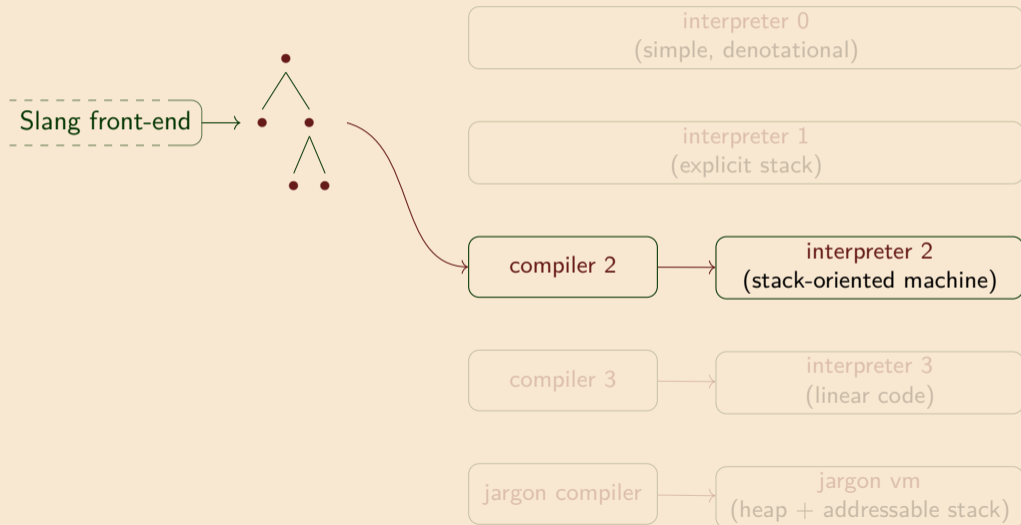 interpreter 0
(simple, denotational)
Slang front-end
interpreter 1
(explicit stack)
compiler 2
interpreter 2
(stack-oriented machine)
compiler 3
interpreter 3
(linear code)
jargon compiler
jargon vm
(heap + addressable stack)